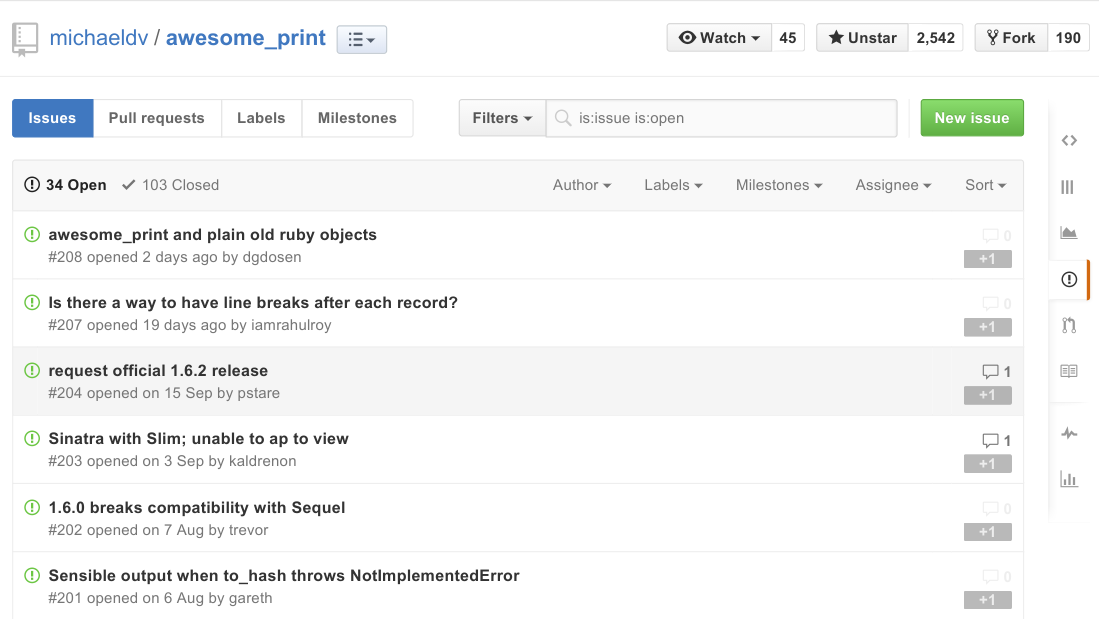 michaeldv / awesome_print
Watch 45 Unstar 2,542 Fork 190
Issues Pull requests Labels Milestones Filters is:issue is:open New issue
34 Open 103 Closed Author Labels Milestones Assignee Sort
awesome_print and plain old ruby objects 0
#208 opened 2 days ago by dgdosen +1
Is there a way to have line breaks after each record? 0
#207 opened 19 days ago by iamrahulroy +1
request official 1.6.2 release 1
#204 opened on 15 Sep by pstare +1
Sinatra with Slim; unable to ap to view 1
#203 opened on 3 Sep by kaldrenon +1
1.6.0 breaks compatibility with Sequel 0
#202 opened on 7 Aug by trevor +1
Sensible output when to_hash throws NotImplementedError 0
#201 opened on 6 Aug by gareth +1